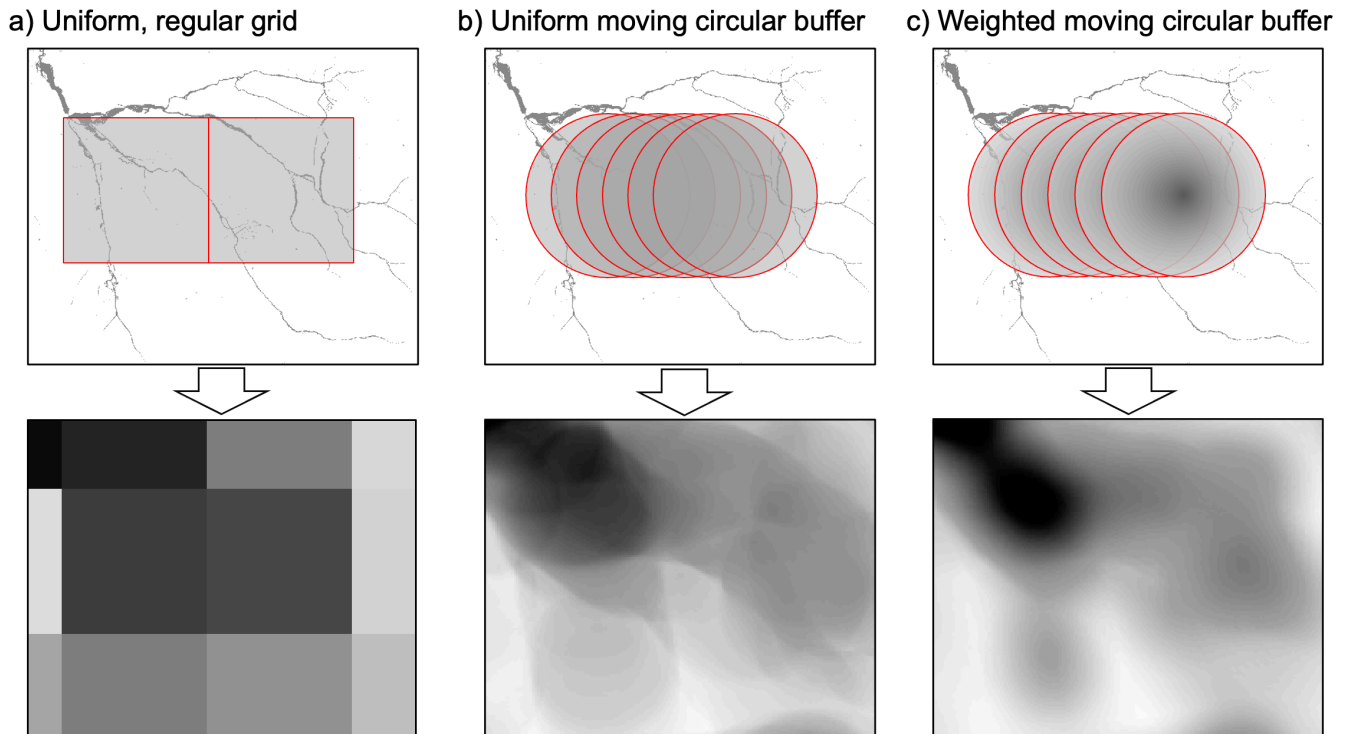 a) Uniform, regular grid
b) Uniform moving circular buffer
c) Weighted moving circular buffer